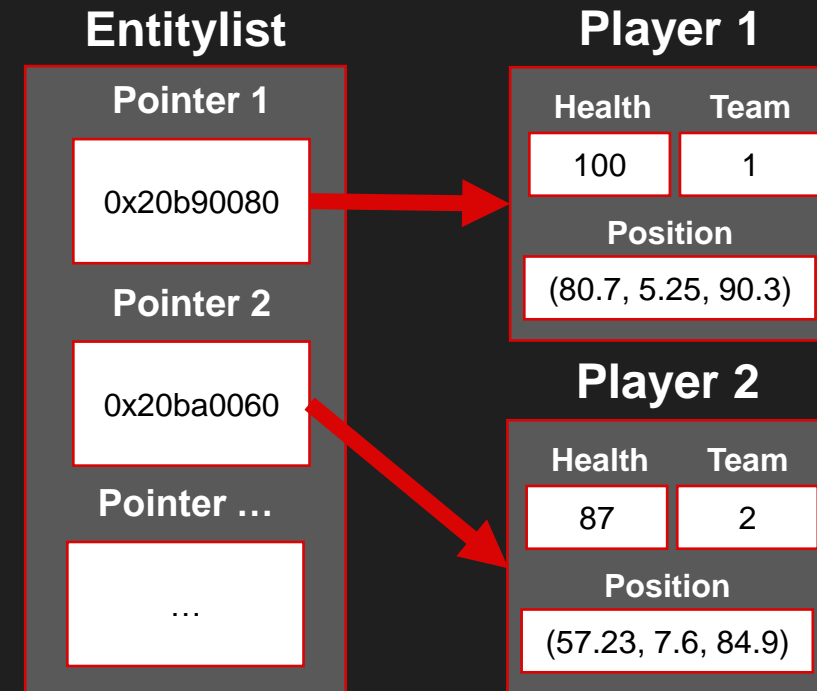 Entitylist
Pointer 1
0x20b90080
Pointer 2
0x20ba0060
Pointer …
…
Player 1
Health Team
100 1
Position
(80.7, 5.25, 90.3)
Player 2
Health Team
87 2
Position
(57.23, 7.6, 84.9)